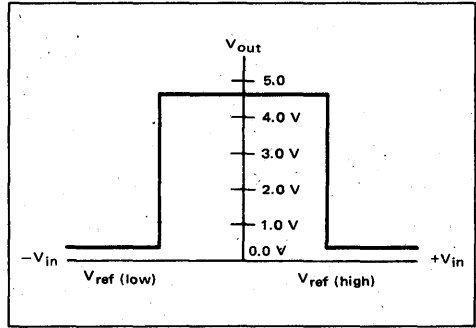 Vout
5.0
4.0 V
3.0 V
2.0 V
1.0 V
0.0 V
−Vin
+Vin
Vref (low)
Vref (high)